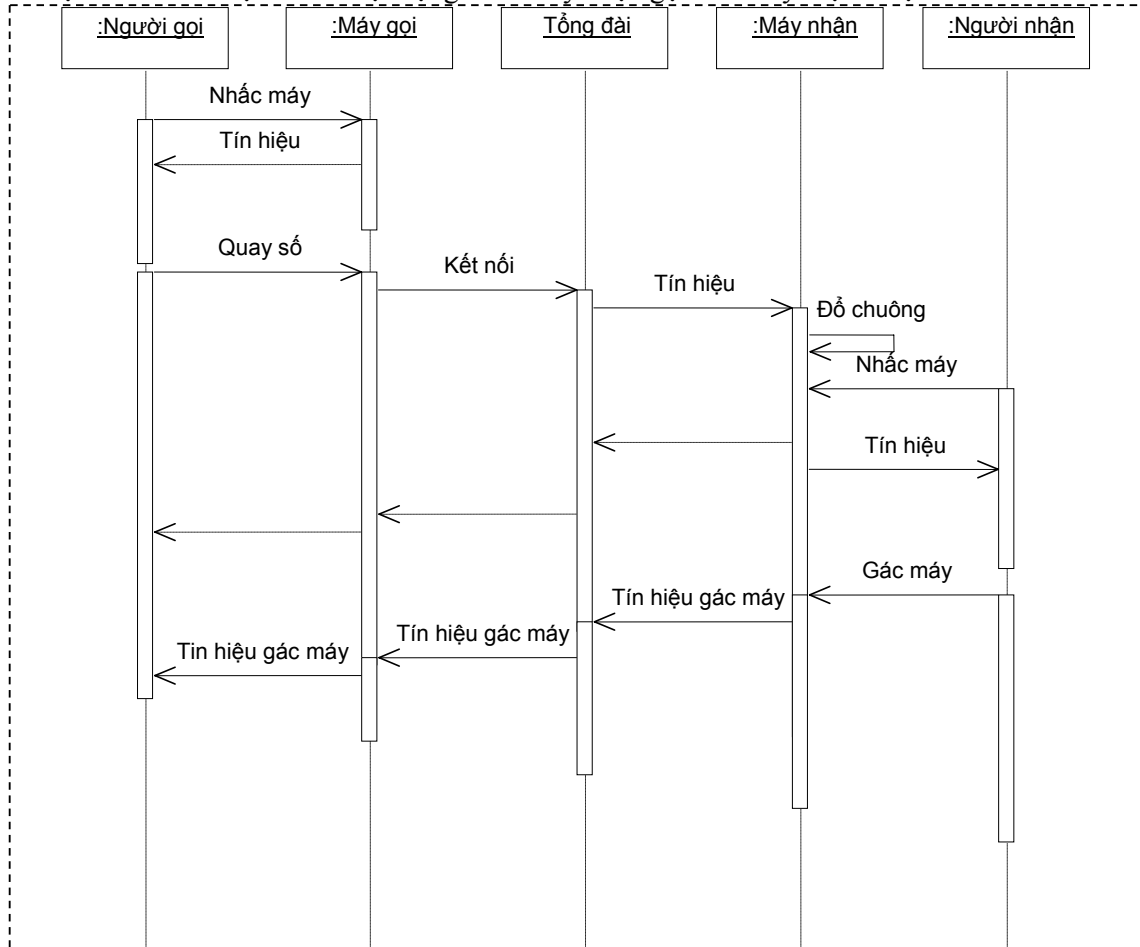 :Người gọi
:Máy gọi
Tổng đài
:Máy nhận
:Người nhận
Nhấc máy
Tín hiệu
Quay số
Kết nối
Tín hiệu
Đổ chuông
Nhấc máy
Tín hiệu
Gác máy
Tín hiệu gác máy
Tín hiệu gác máy
Tin hiệu gác máy